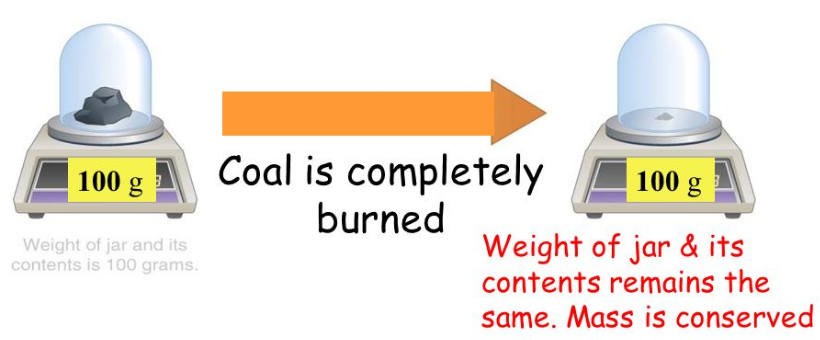 100 g
Weight of jar and its
contents is 100 grams.
Coal is completely
burned
100 g
Weight of jar & its
contents remains the
same. Mass is conserved